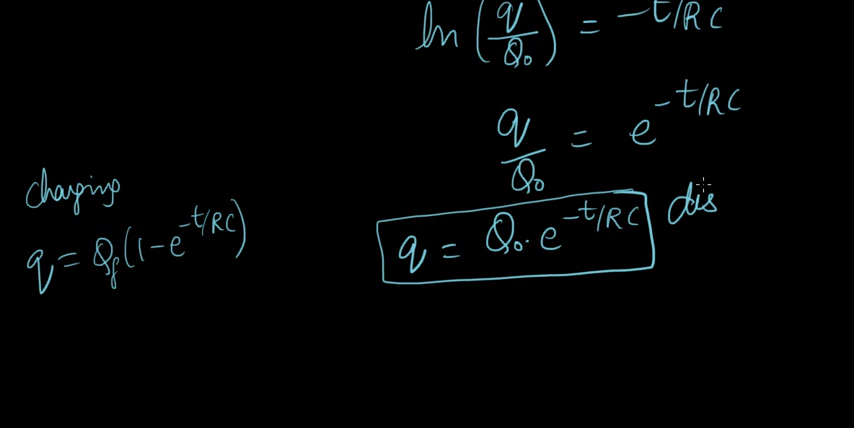 ln(q/Q₀) = -t/RC
q/Q₀ = e^(-t/RC)
charging
q = Q_f(1-e^(-t/RC))
q = Q₀·e^(-t/RC) dis